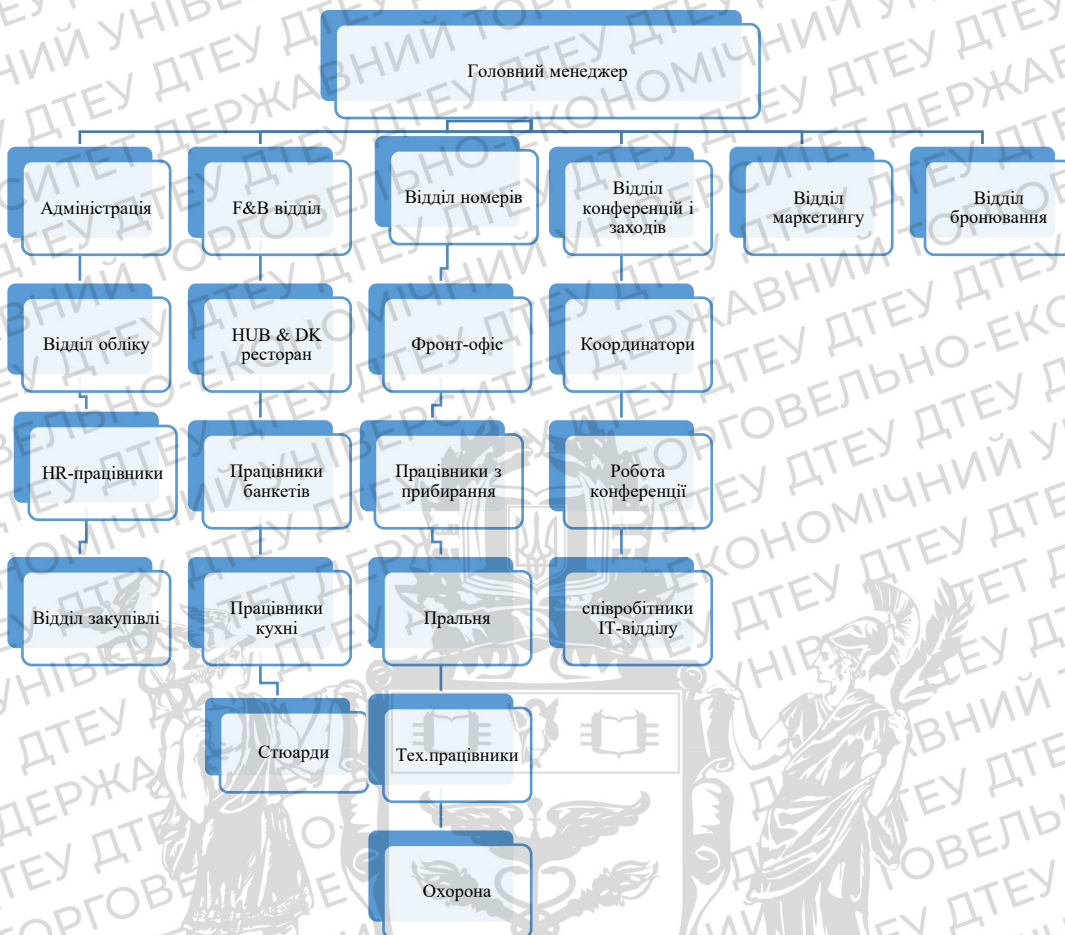 Головний менеджер
Адміністрація
F&B відділ
Відділ номерів
Відділ
конференцій і
заходів
Відділ
маркетингу
Відділ
бронювання
Відділ обліку
HUB & DK
ресторан
Фронт-офіс
Координатори
HR-працівники
Працівники
банкетів
Працівники з
прибирання
Робота
конференції
Відділ закупівлі
Працівники
кухні
Пральня
співробітники
ІТ-відділу
Стюарди
Тех.працівники
Охорона